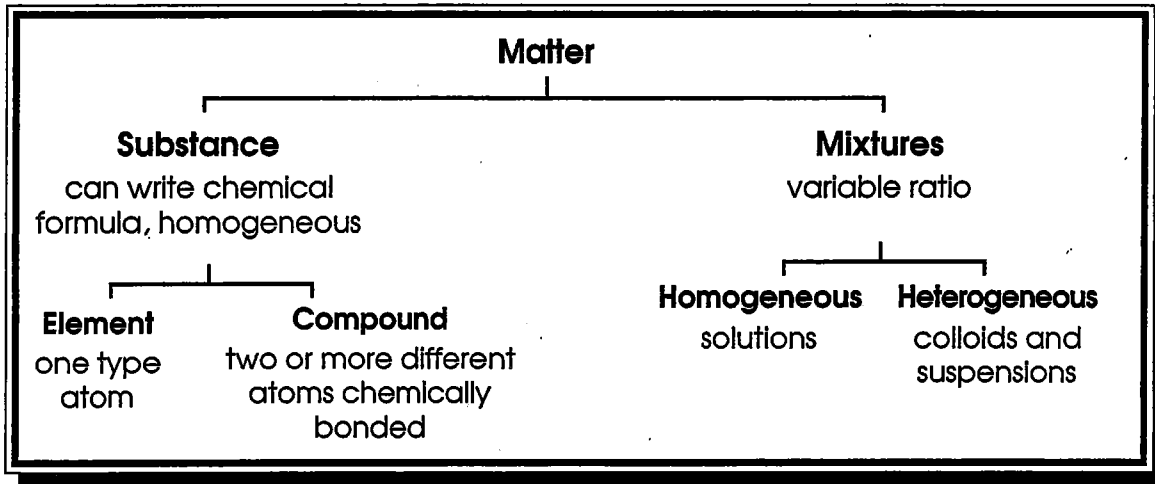 Matter
Substance
can write chemical
formula, homogeneous
Mixtures
variable ratio
Element
one type
atom
Compound
two or more different
atoms chemically
bonded
Homogeneous
solutions
Heterogeneous
colloids and
suspensions